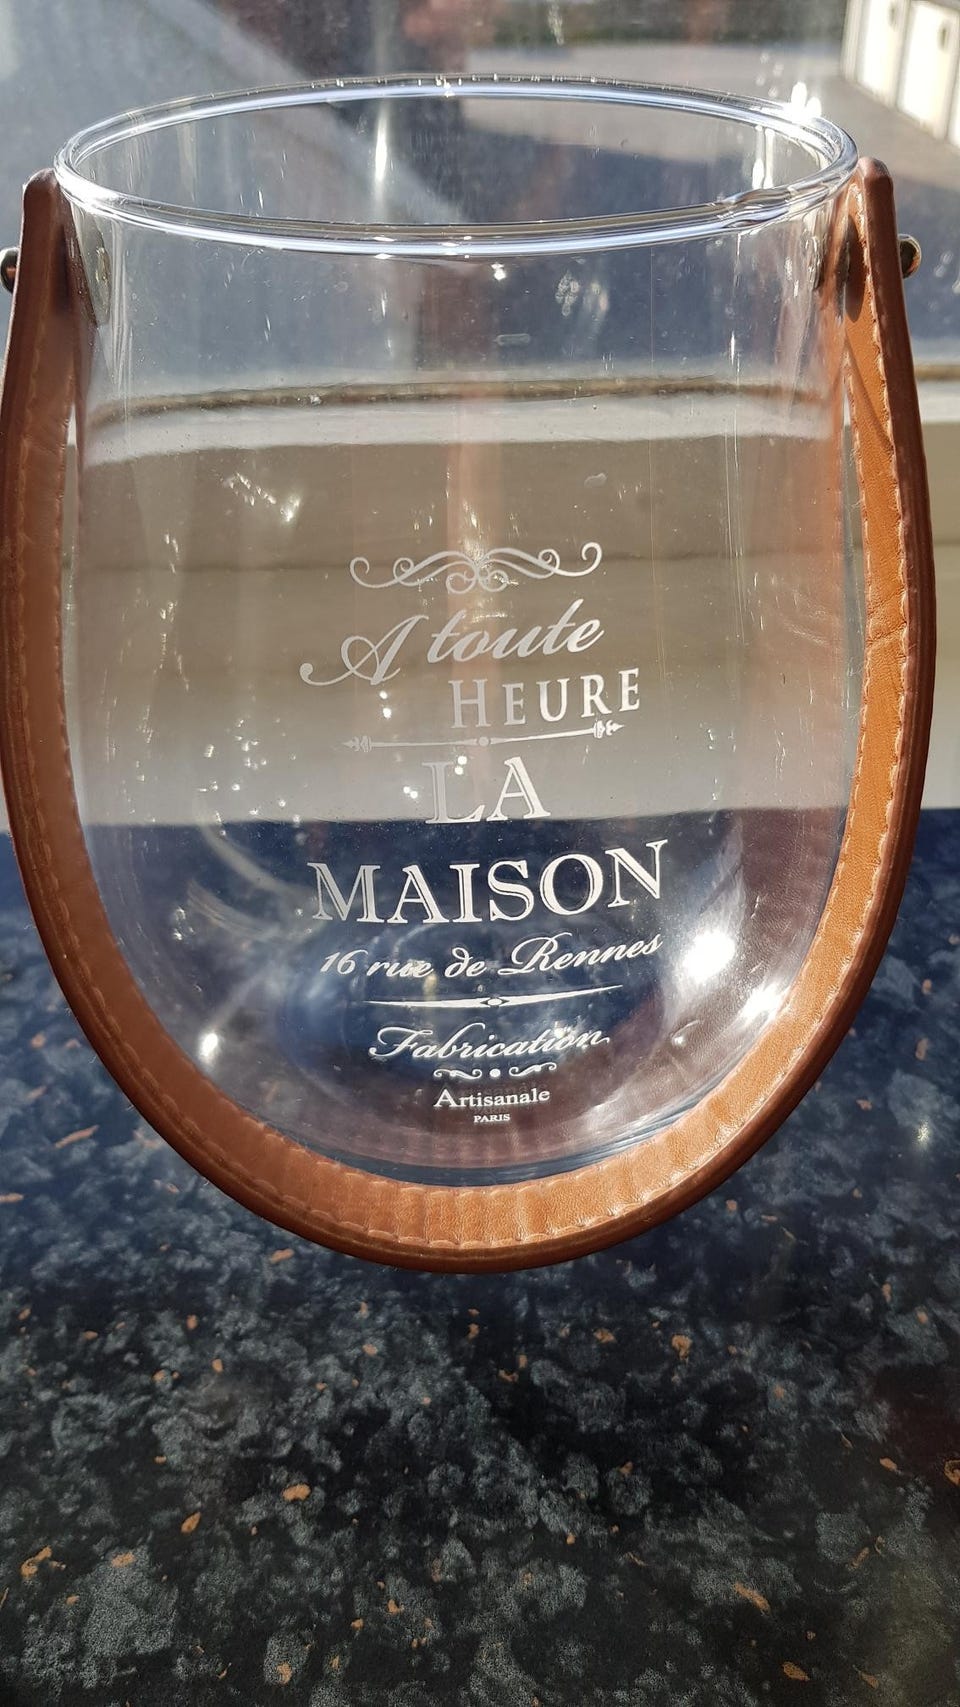 A toute
HEURE
LA
MAISON
16 rue de Rennes
Fabrication
Artisanale
PARIS